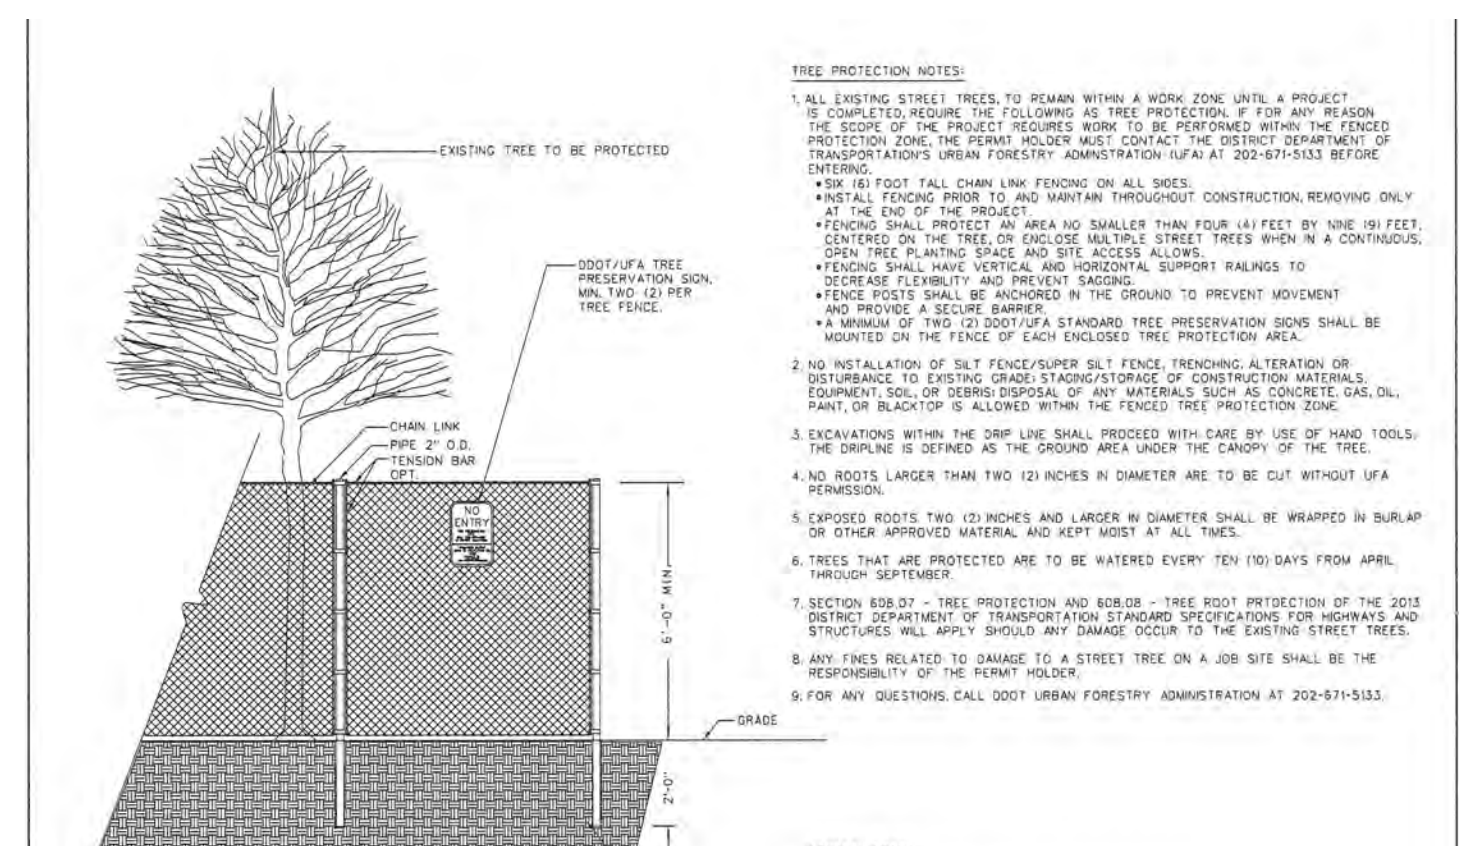 TREE PROTECTION NOTES:
1. ALL EXISTING STREET TREES, TO REMAIN WITHIN A WORK ZONE UNTIL A PROJECT
IS COMPLETED, REQUIRE THE FOLLOWING AS TREE PROTECTION. IF FOR ANY REASON
THE SCOPE OF THE PROJECT REQUIRES WORK TO BE PERFORMED WITHIN THE FENCED
PROTECTION ZONE, THE PERMIT HOLDER MUST CONTACT THE DISTRICT DEPARTMENT OF
TRANSPORTATION'S URBAN FORESTRY ADMINSTRATION (UFA) AT 202-671-5133 BEFORE
ENTERING.
• SIX (6) FOOT TALL CHAIN LINK FENCING ON ALL SIDES.
• INSTALL FENCING PRIOR TO AND MAINTAIN THROUGHOUT CONSTRUCTION, REMOVING ONLY
AT THE END OF THE PROJECT.
• FENCING SHALL PROTECT AN AREA NO SMALLER THAN FOUR (4) FEET BY NINE (9) FEET,
CENTERED ON THE TREE, OR ENCLOSE MULTIPLE STREET TREES WHEN IN A CONTINUOUS,
OPEN TREE PLANTING SPACE AND SITE ACCESS ALLOWS.
• FENCING SHALL HAVE VERTICAL AND HORIZONTAL SUPPORT RAILINGS TO
DECREASE FLEXIBILITY AND PREVENT SAGGING.
• FENCE POSTS SHALL BE ANCHORED IN THE GROUND TO PREVENT MOVEMENT
AND PROVIDE A SECURE BARRIER.
• A MINIMUM OF TWO (2) DDOT/UFA STANDARD TREE PRESERVATION SIGNS SHALL BE
MOUNTED ON THE FENCE OF EACH ENCLOSED TREE PROTECTION AREA.
2. NO INSTALLATION OF SILT FENCE/SUPER SILT FENCE, TRENCHING, ALTERATION OR
DISTURBANCE TO EXISTING GRADE; STAGING/STORAGE OF CONSTRUCTION MATERIALS,
EQUIPMENT, SOIL, OR DEBRIS; DISPOSAL OF ANY MATERIALS SUCH AS CONCRETE, GAS, OIL,
PAINT, OR BLACKTOP IS ALLOWED WITHIN THE FENCED TREE PROTECTION ZONE
3. EXCAVATIONS WITHIN THE DRIP LINE SHALL PROCEED WITH CARE BY USE OF HAND TOOLS,
THE DRIPLINE IS DEFINED AS THE GROUND AREA UNDER THE CANOPY OF THE TREE.
4. NO ROOTS LARGER THAN TWO (2) INCHES IN DIAMETER ARE TO BE CUT WITHOUT UFA
PERMISSION.
5. EXPOSED ROOTS TWO (2) INCHES AND LARGER IN DIAMETER SHALL BE WRAPPED IN BURLAP
OR OTHER APPROVED MATERIAL AND KEPT MOIST AT ALL TIMES.
6. TREES THAT ARE PROTECTED ARE TO BE WATERED EVERY TEN (10) DAYS FROM APRIL
THROUGH SEPTEMBER.
7. SECTION 608.07 - TREE PROTECTION AND 608.08 - TREE ROOT PRTOECTION OF THE 2013
DISTRICT DEPARTMENT OF TRANSPORTATION STANDARD SPECIFICATIONS FOR HIGHWAYS AND
STRUCTURES WILL APPLY SHOULD ANY DAMAGE OCCUR TO THE EXISTING STREET TREES.
8. ANY FINES RELATED TO DAMAGE TO A STREET TREE ON A JOB SITE SHALL BE THE
RESPONSIBILITY OF THE PERMIT HOLDER.
9. FOR ANY QUESTIONS, CALL DDOT URBAN FORESTRY ADMINISTRATION AT 202-671-5133.
EXISTING TREE TO BE PROTECTED
DDOT/UFA TREE
PRESERVATION SIGN,
MIN. TWO (2) PER
TREE FENCE.
CHAIN LINK
PIPE 2" O.D.
TENSION BAR
OPT.
NO
ENTRY
6'-0" MIN.
GRADE
2'-0"